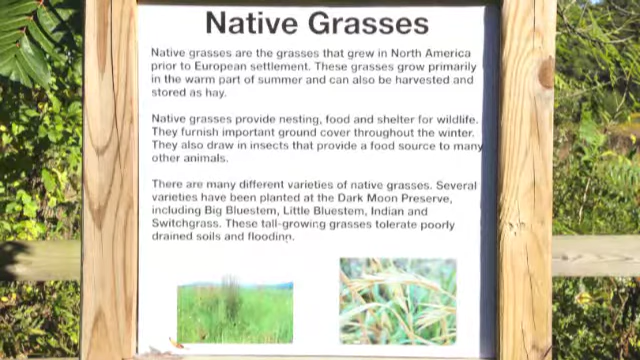 Native Grasses
Native grasses are the grasses that grew in North America
prior to European settlement. These grasses grow primarily
in the warm part of summer and can also be harvested and
stored as hay.
Native grasses provide nesting, food and shelter for wildlife.
They furnish important ground cover throughout the winter.
They also draw in insects that provide a food source to many
other animals.
There are many different varieties of native grasses. Several
varieties have been planted at the Dark Moon Preserve,
including Big Bluestem, Little Bluestem, Indian and
Switchgrass. These tall-growing grasses tolerate poorly
drained soils and flooding.